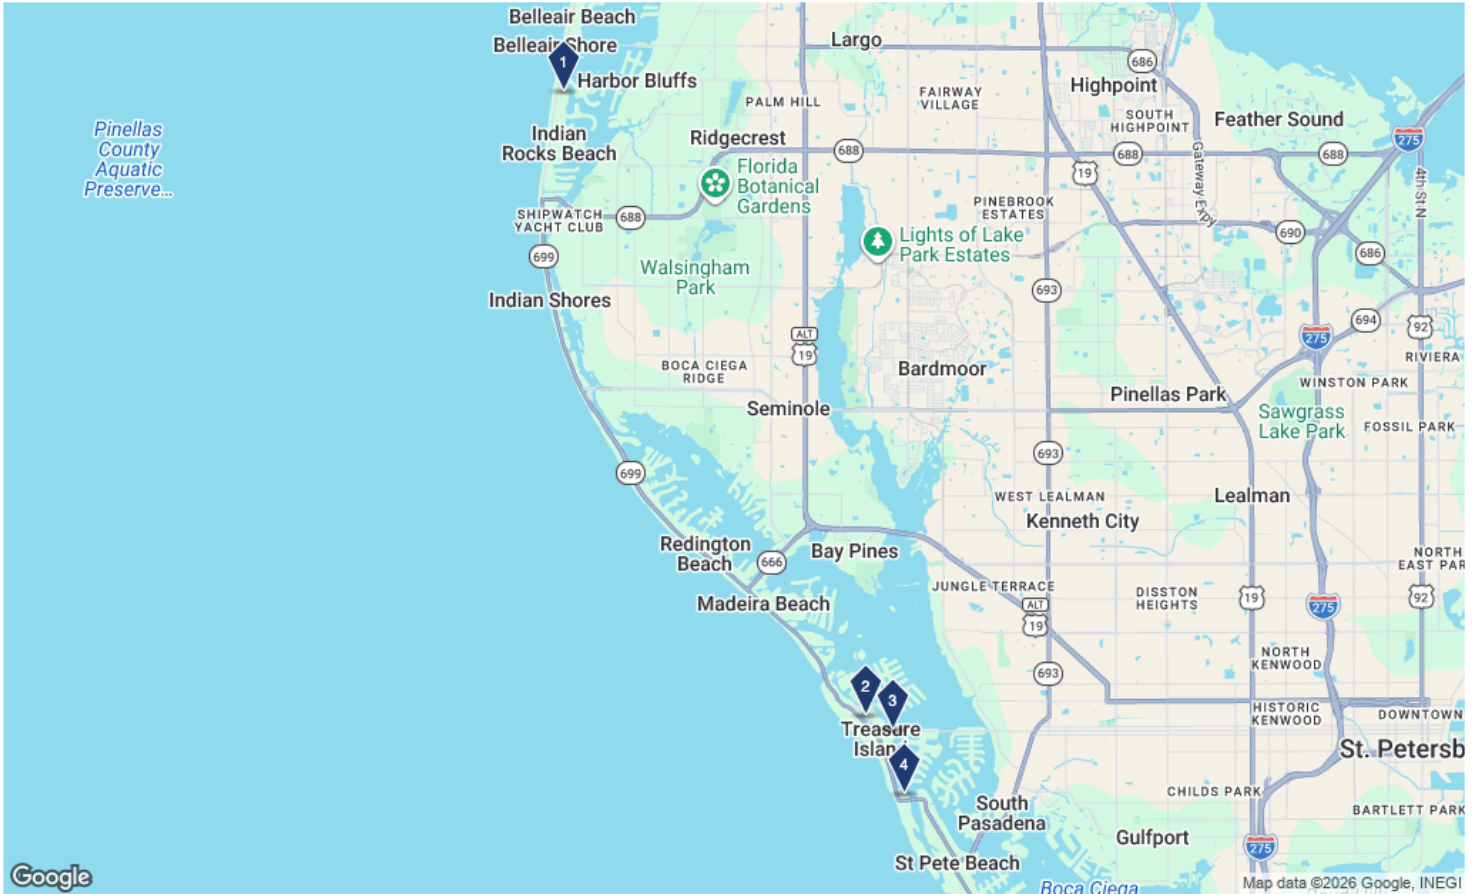 Belleair Beach
Belleair Shore
1
Harbor Bluffs
Largo
686
Highpoint
PALM HILL
FAIRWAY
VILLAGE
SOUTH
HIGHPOINT
Feather Sound
275
Pinellas
County
Aquatic
Preserve...
Indian
Rocks Beach
Ridgecrest
688
688
688
19
Gateway Expy
4th St N
Florida
Botanical
Gardens
SHIPWATCH
YACHT CLUB
688
PINEBROOK
ESTATES
690
686
Lights of Lake
Park Estates
699
Walsingham
Park
Indian Shores
693
694
92
275
ALT
19
RIVIERA
BOCA CIEGA
RIDGE
Bardmoor
WINSTON PARK
Pinellas Park
Seminole
Sawgrass
Lake Park
FOSSIL PARK
693
699
WEST LEALMAN
Lealman
Kenneth City
Redington
Beach
666
Bay Pines
NORTH
EAST PAR
JUNGLE TERRACE
DISSTON
HEIGHTS
19
275
92
Madeira Beach
ALT
19
NORTH
KENWOOD
693
2
3
HISTORIC
KENWOOD
DOWNTOWN
Treasure
Island
4
St. Petersb
CHILDS PARK
South
Pasadena
BARTLETT PARK
Gulfport
275
St Pete Beach
Boca Ciega
Google
Map data ©2026 Google, INEGI